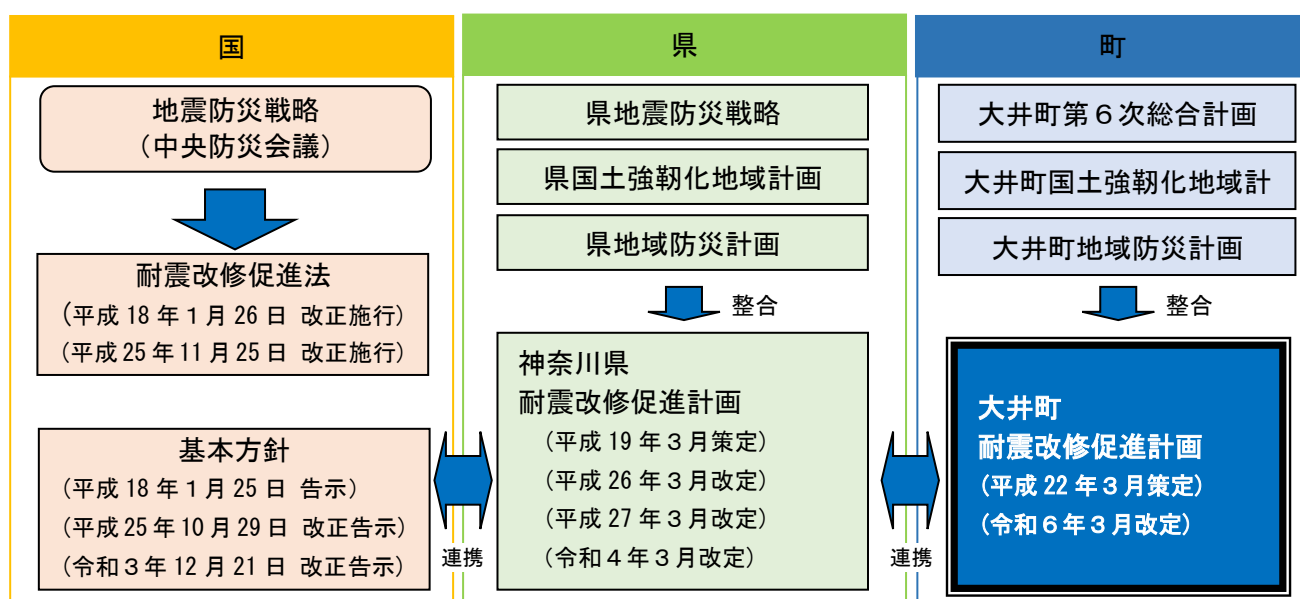 国
地震防災戦略
（中央防災会議）
耐震改修促進法
(平成 18 年 1 月 26 日 改正施行)
(平成 25 年 11 月 25 日 改正施行)
基本方針
(平成 18 年 1 月 25 日 告示)
(平成 25 年 10 月 29 日 改正告示)
(令和３年 12 月 21 日 改正告示)
連携
県
県地震防災戦略
県国土強靭化地域計画
県地域防災計画
整合
神奈川県
耐震改修促進計画
(平成 19 年３月策定)
(平成 26 年３月改定)
(平成 27 年３月改定)
(令和４年３月改定)
連携
町
大井町第６次総合計画
大井町国土強靭化地域計
大井町地域防災計画
整合
大井町
耐震改修促進計画
(平成 22 年３月策定)
(令和６年３月改定)